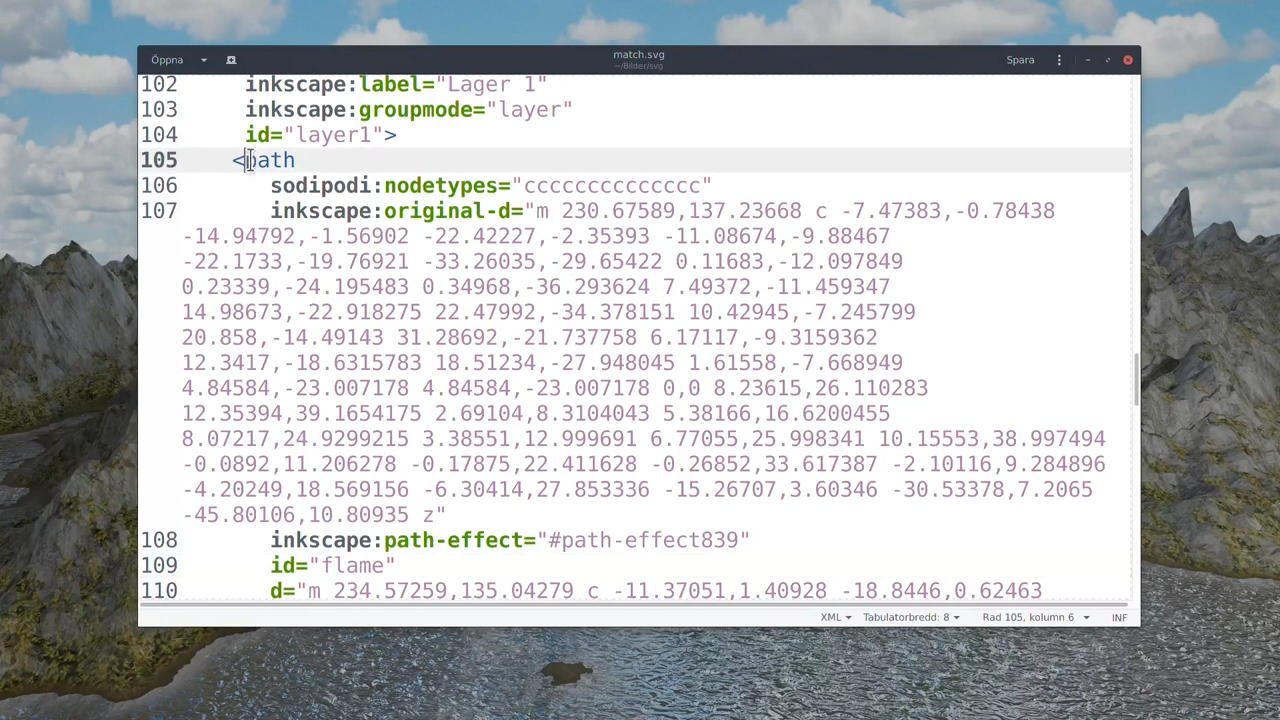 Öppna
match.svg
~/Bilder/svg
Spara
102 inkscape:label="Lager 1"
103 inkscape:groupmode="layer"
104 id="layer1">
105 <path
106 sodipodi:nodetypes="cccccccccccccc"
107 inkscape:original-d="m 230.67589,137.23668 c -7.47383,-0.78438
-14.94792,-1.56902 -22.42227,-2.35393 -11.08674,-9.88467
-22.1733,-19.76921 -33.26035,-29.65422 0.11683,-12.097849
0.23339,-24.195483 0.34968,-36.293624 7.49372,-11.459347
14.98673,-22.918275 22.47992,-34.378151 10.42945,-7.245799
20.858,-14.49143 31.28692,-21.737758 6.17117,-9.3159362
12.3417,-18.6315783 18.51234,-27.948045 1.61558,-7.668949
4.84584,-23.007178 4.84584,-23.007178 0,0 8.23615,26.110283
12.35394,39.1654175 2.69104,8.3104043 5.38166,16.6200455
8.07217,24.9299215 3.38551,12.999691 6.77055,25.998341 10.15553,38.997494
-0.0892,11.206278 -0.17875,22.411628 -0.26852,33.617387 -2.10116,9.284896
-4.20249,18.569156 -6.30414,27.853336 -15.26707,3.60346 -30.53378,7.2065
-45.80106,10.80935 z"
108 inkscape:path-effect="#path-effect839"
109 id="flame"
110 d="m 234.57259,135.04279 c -11.37051,1.40928 -18.8446,0.62463
XML Tabulatorbredd: 8 Rad 105, kolumn 6 INF